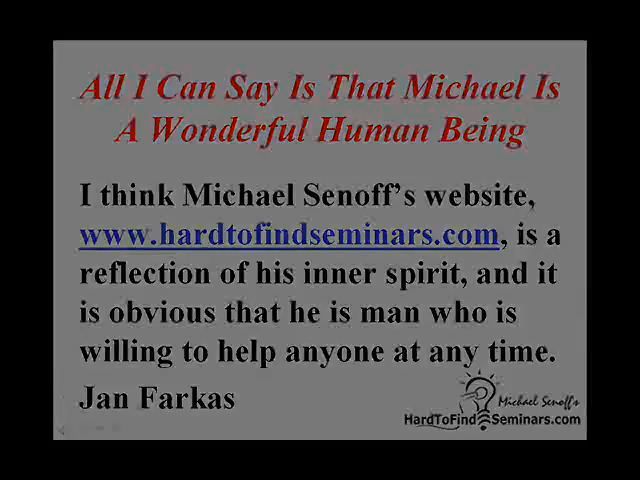 All I Can Say Is That Michael Is
A Wonderful Human Being
I think Michael Senoff's website,
www.hardtofindseminars.com, is a
reflection of his inner spirit, and it
is obvious that he is man who is
willing to help anyone at any time.
Jan Farkas
Michael Senoff's
HardToFindSeminars.com